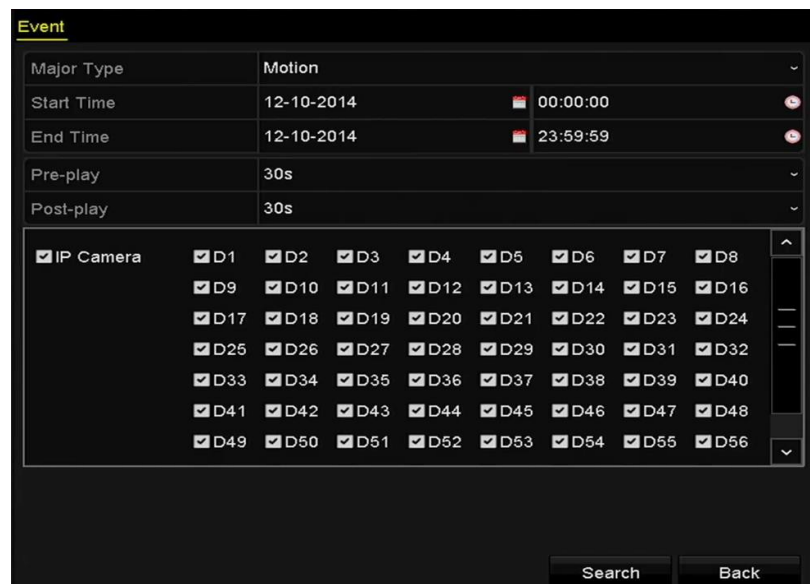 Event
Major Type Motion
Start Time 12-10-2014 00:00:00
End Time 12-10-2014 23:59:59
Pre-play 30s
Post-play 30s
IP Camera D1 D2 D3 D4 D5 D6 D7 D8
D9 D10 D11 D12 D13 D14 D15 D16
D17 D18 D19 D20 D21 D22 D23 D24
D25 D26 D27 D28 D29 D30 D31 D32
D33 D34 D35 D36 D37 D38 D39 D40
D41 D42 D43 D44 D45 D46 D47 D48
D49 D50 D51 D52 D53 D54 D55 D56
Search Back